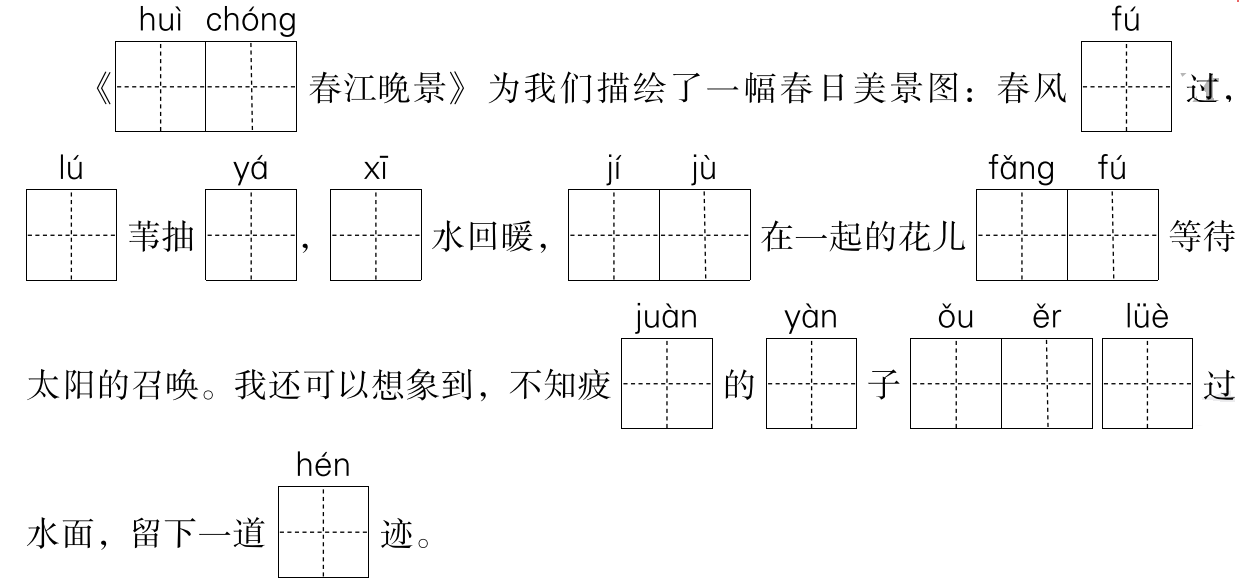 huì chóng fú
《 春江晚景》为我们描绘了一幅春日美景图：春风 过，
lú yá xī jí jù fǎng fú
苇抽 ， 水回暖， 在一起的花儿 等待
juàn yàn ǒu ěr lüè
太阳的召唤。我还可以想象到，不知疲 的 子 过
hén
水面，留下一道 迹。